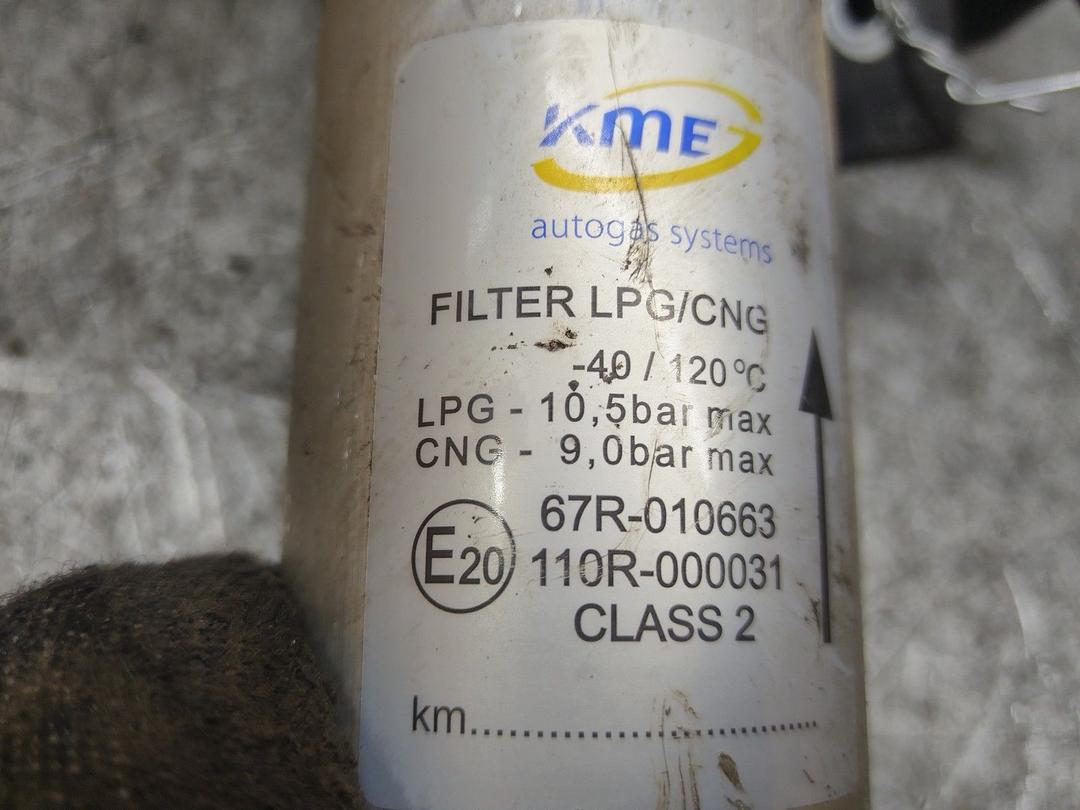 KME
autogas systems
FILTER LPG/CNG
-40 / 120 °C
LPG - 10,5bar max
CNG - 9,0bar max
67R-010663
E20 110R-000031
CLASS 2
km............................................